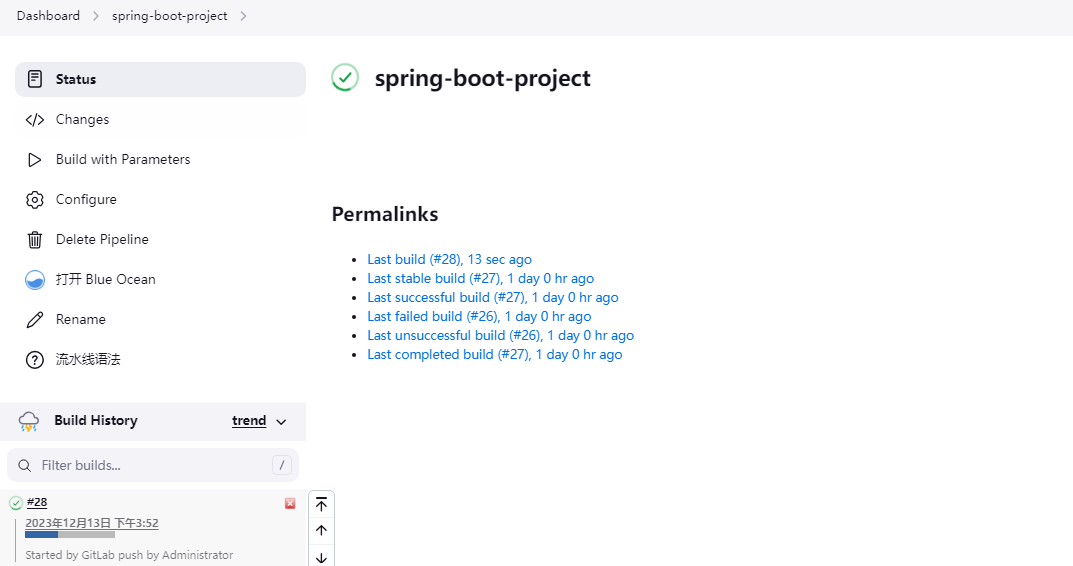 Dashboard > spring-boot-project >
Status
Changes
Build with Parameters
Configure
Delete Pipeline
打开 Blue Ocean
Rename
流水线语法
Build History trend
Filter builds... /
#28
2023年12月13日 下午3:52
Started by GitLab push by Administrator
spring-boot-project
Permalinks
Last build (#28), 13 sec ago
Last stable build (#27), 1 day 0 hr ago
Last successful build (#27), 1 day 0 hr ago
Last failed build (#26), 1 day 0 hr ago
Last unsuccessful build (#26), 1 day 0 hr ago
Last completed build (#27), 1 day 0 hr ago